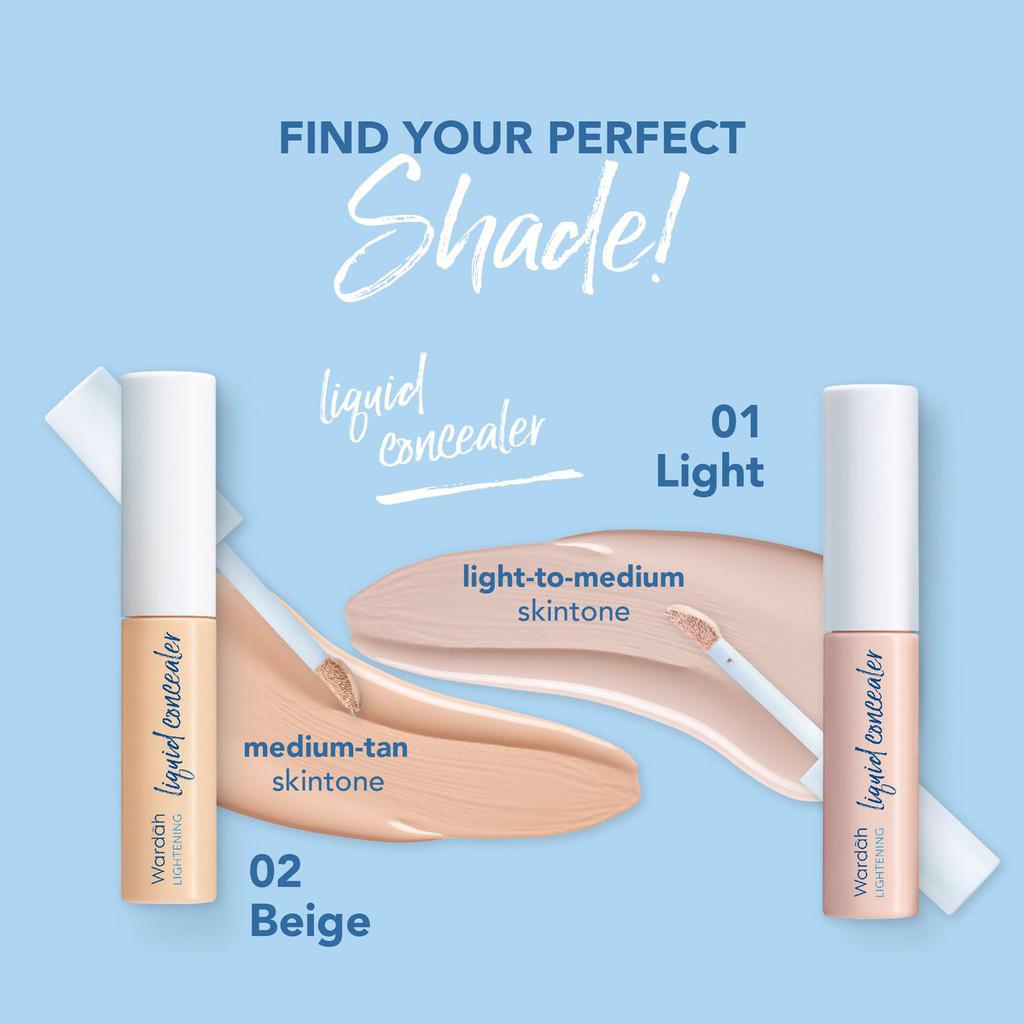 FIND YOUR PERFECT
Shade!
liquid
concealer
01
Light
light-to-medium
skintone
medium-tan
skintone
02
Beige
Wardah
LIGHTENING
liquid concealer
Wardah
LIGHTENING
liquid concealer